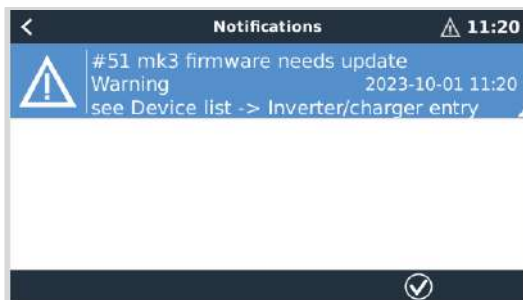 Notifications
11:20
#51 mk3 firmware needs update
Warning
2023-10-01 11:20
see Device list -> Inverter/charger entry